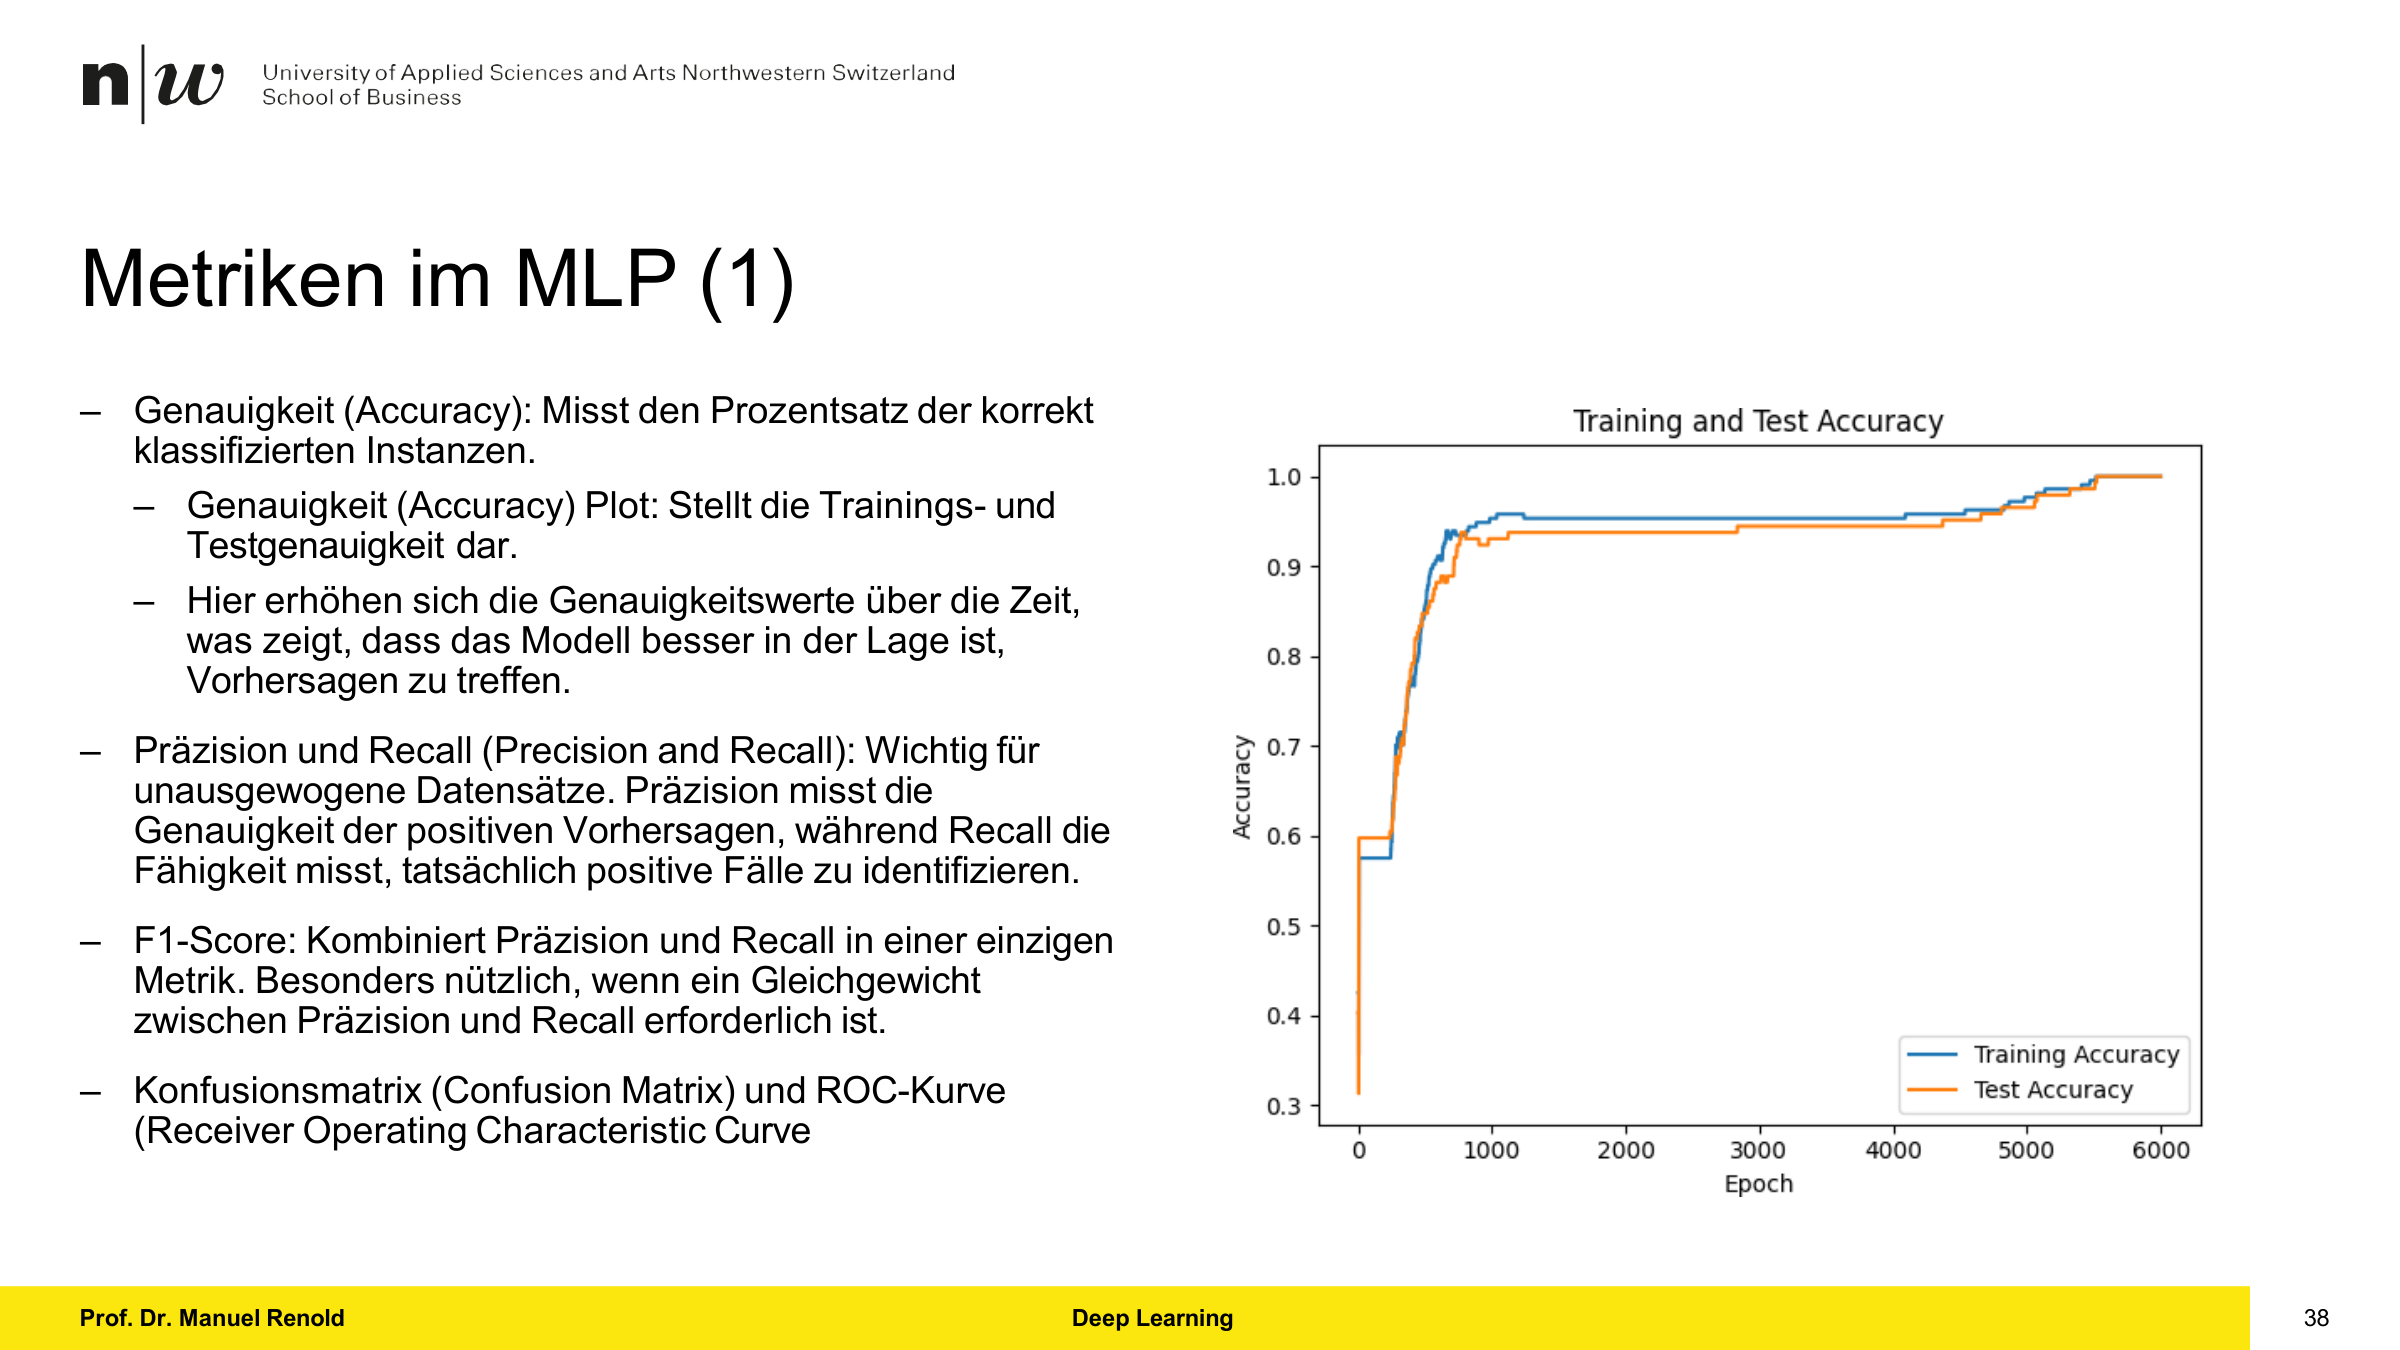 n|w
University of Applied Sciences and Arts Northwestern Switzerland
School of Business
Metriken im MLP (1)
– Genauigkeit (Accuracy): Misst den Prozentsatz der korrekt
klassifizierten Instanzen.
– Genauigkeit (Accuracy) Plot: Stellt die Trainings- und
Testgenauigkeit dar.
– Hier erhöhen sich die Genauigkeitswerte über die Zeit,
was zeigt, dass das Modell besser in der Lage ist,
Vorhersagen zu treffen.
– Präzision und Recall (Precision and Recall): Wichtig für
unausgewogene Datensätze. Präzision misst die
Genauigkeit der positiven Vorhersagen, während Recall die
Fähigkeit misst, tatsächlich positive Fälle zu identifizieren.
– F1-Score: Kombiniert Präzision und Recall in einer einzigen
Metrik. Besonders nützlich, wenn ein Gleichgewicht
zwischen Präzision und Recall erforderlich ist.
– Konfusionsmatrix (Confusion Matrix) und ROC-Kurve
(Receiver Operating Characteristic Curve
Training and Test Accuracy
Accuracy
1.0
0.9
0.8
0.7
0.6
0.5
0.4
0.3
Training Accuracy
Test Accuracy
0 1000 2000 3000 4000 5000 6000
Epoch
Prof. Dr. Manuel Renold
Deep Learning
38